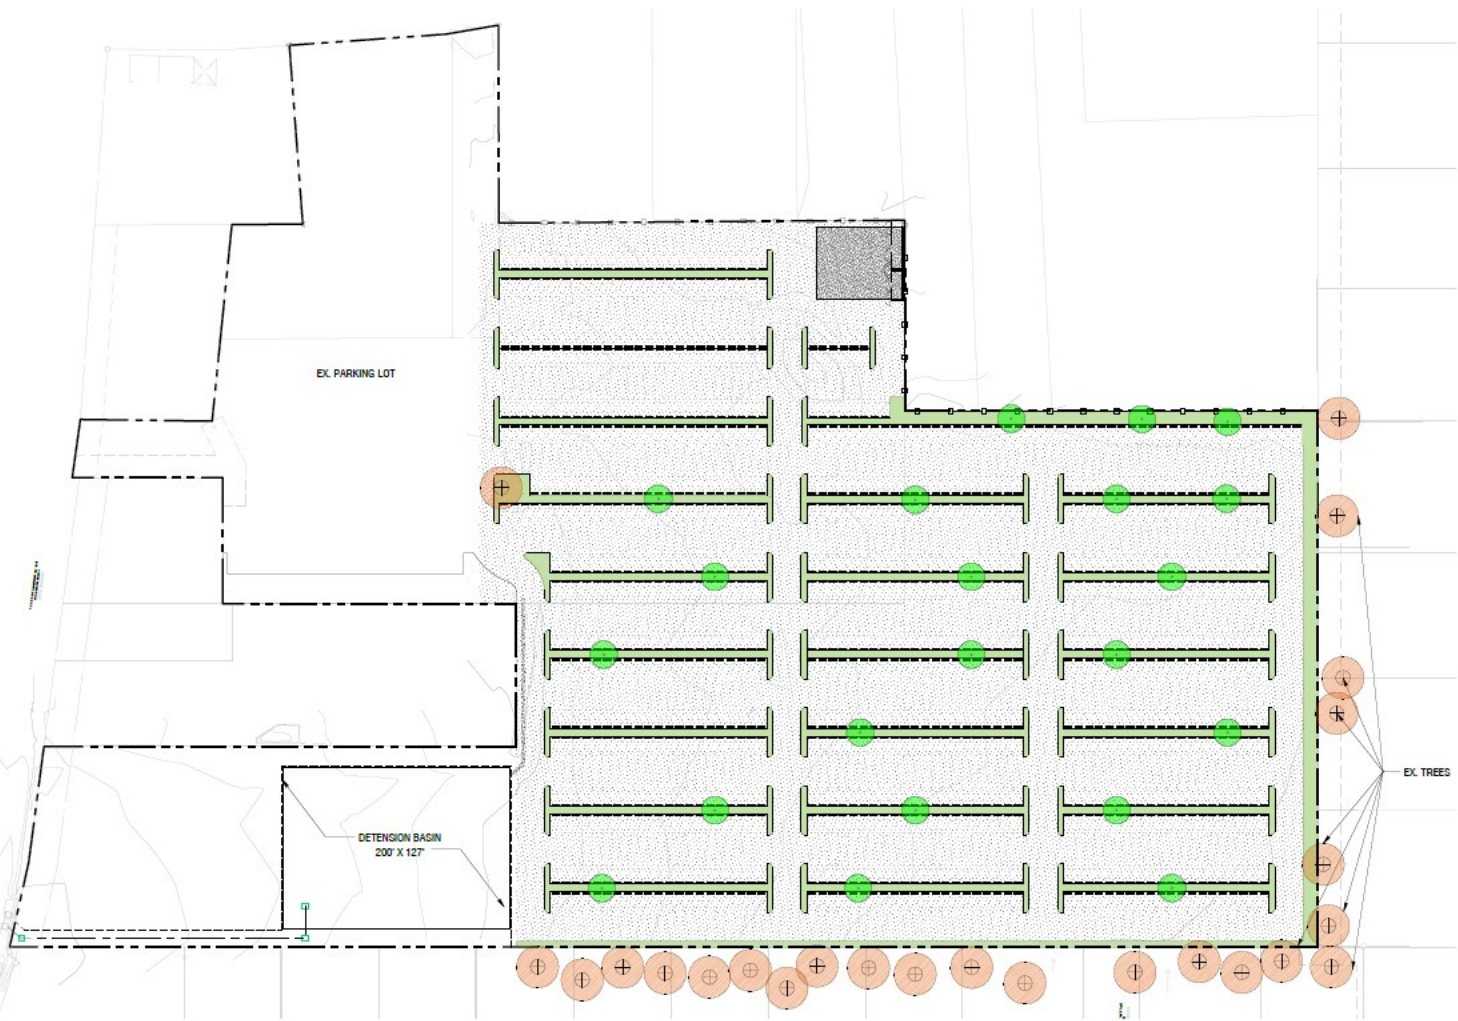 EX. PARKING LOT
EX. TREES
DETENSION BASIN
200' X 127'